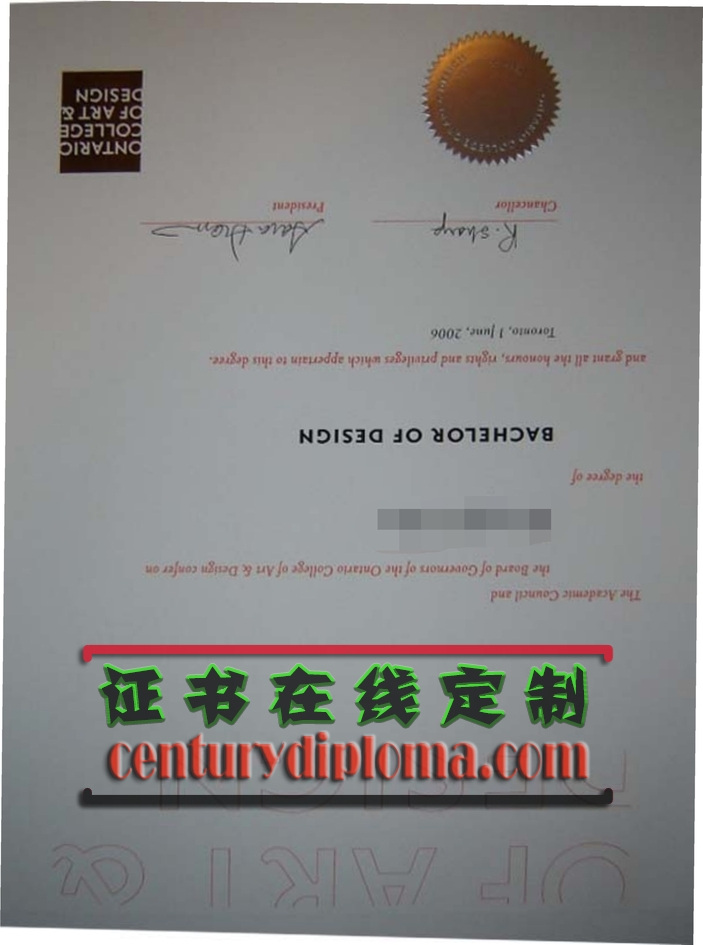 OF ART &
DESIGN
证书在线定制
centurydiploma.com
The Academic Council and
the Board of Governors of the Ontario College of Art & Design confer on
the degree of
BACHELOR OF DESIGN
and grant all the honours, rights and privileges which appertain to this degree.
Toronto, 1 June, 2006
R. Sharp
Chancellor
President
ONTARIO
COLLEGE
OF ART &
DESIGN